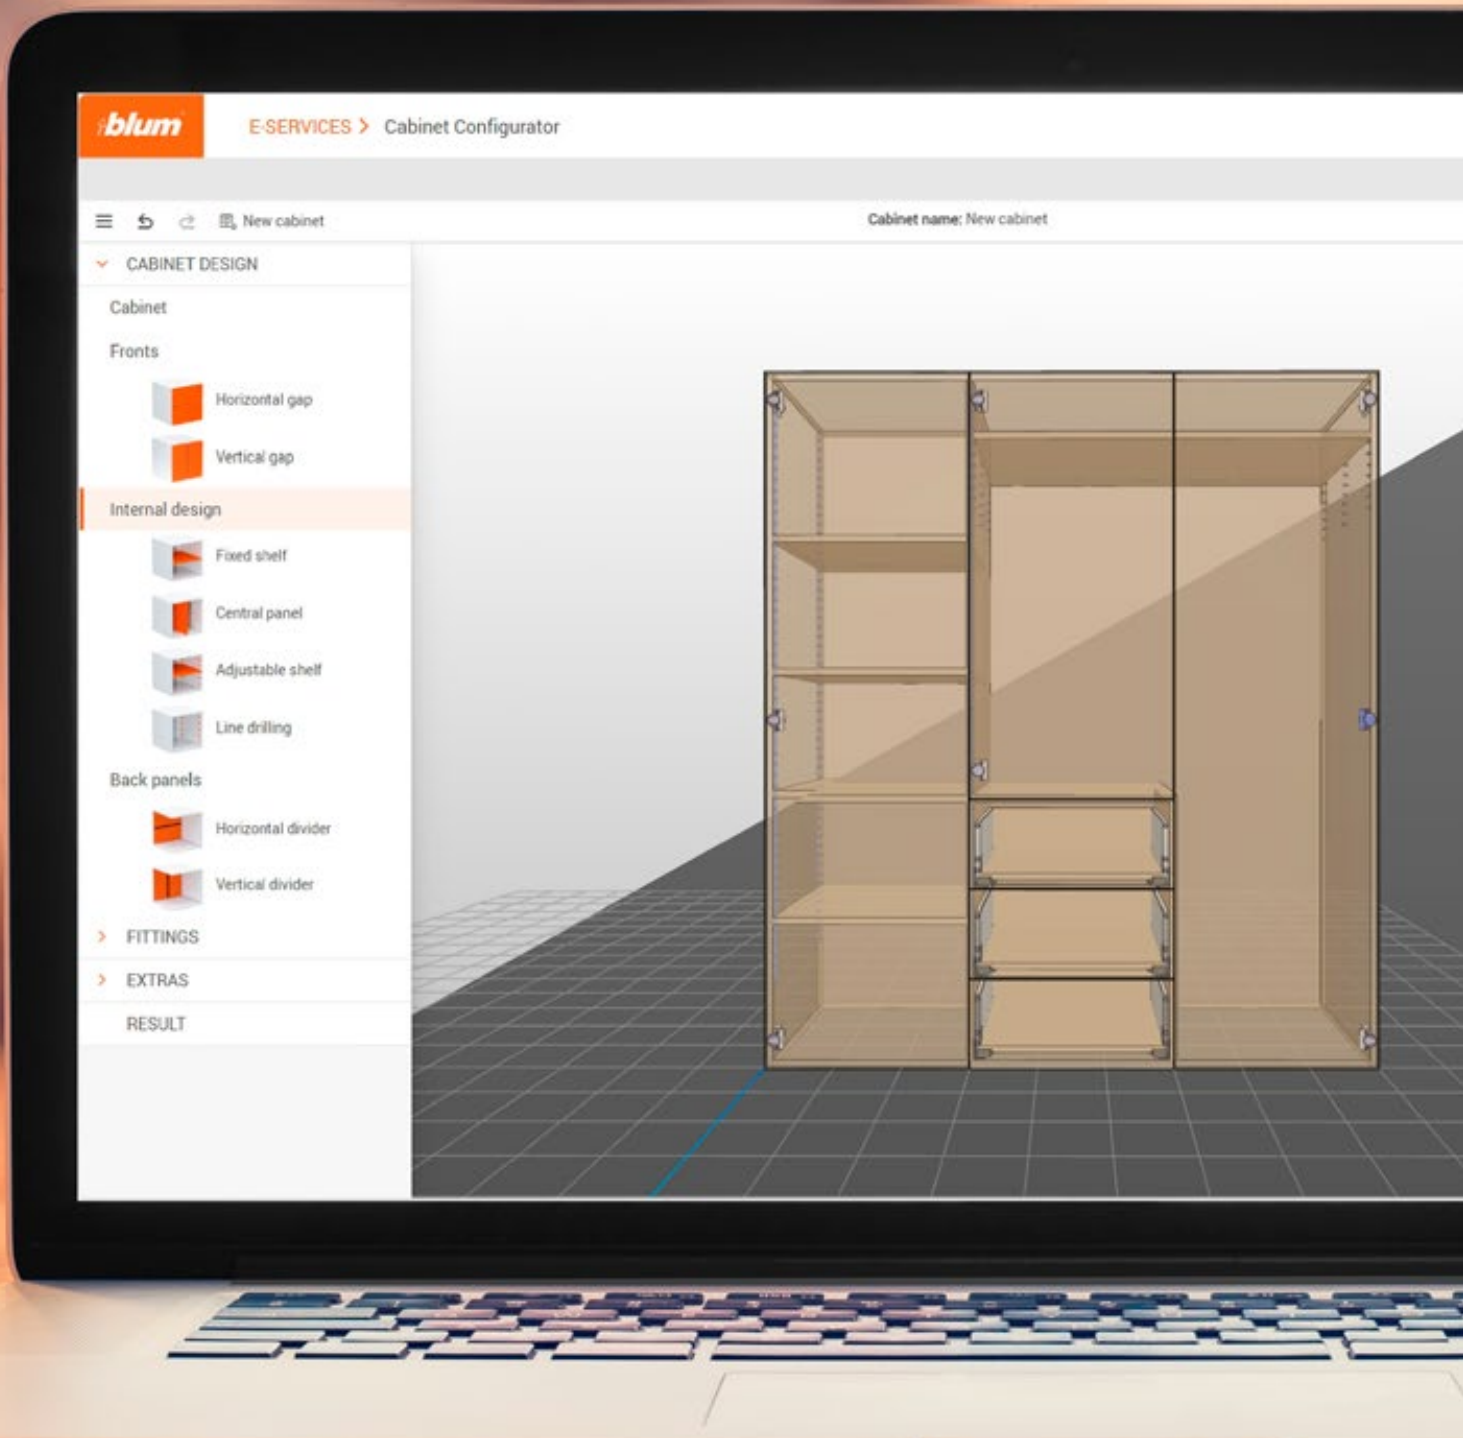 blum
E-SERVICES > Cabinet Configurator
New cabinet
Cabinet name: New cabinet
CABINET DESIGN
Cabinet
Fronts
Horizontal gap
Vertical gap
Internal design
Fixed shelf
Central panel
Adjustable shelf
Line drilling
Back panels
Horizontal divider
Vertical divider
FITTINGS
EXTRAS
RESULT